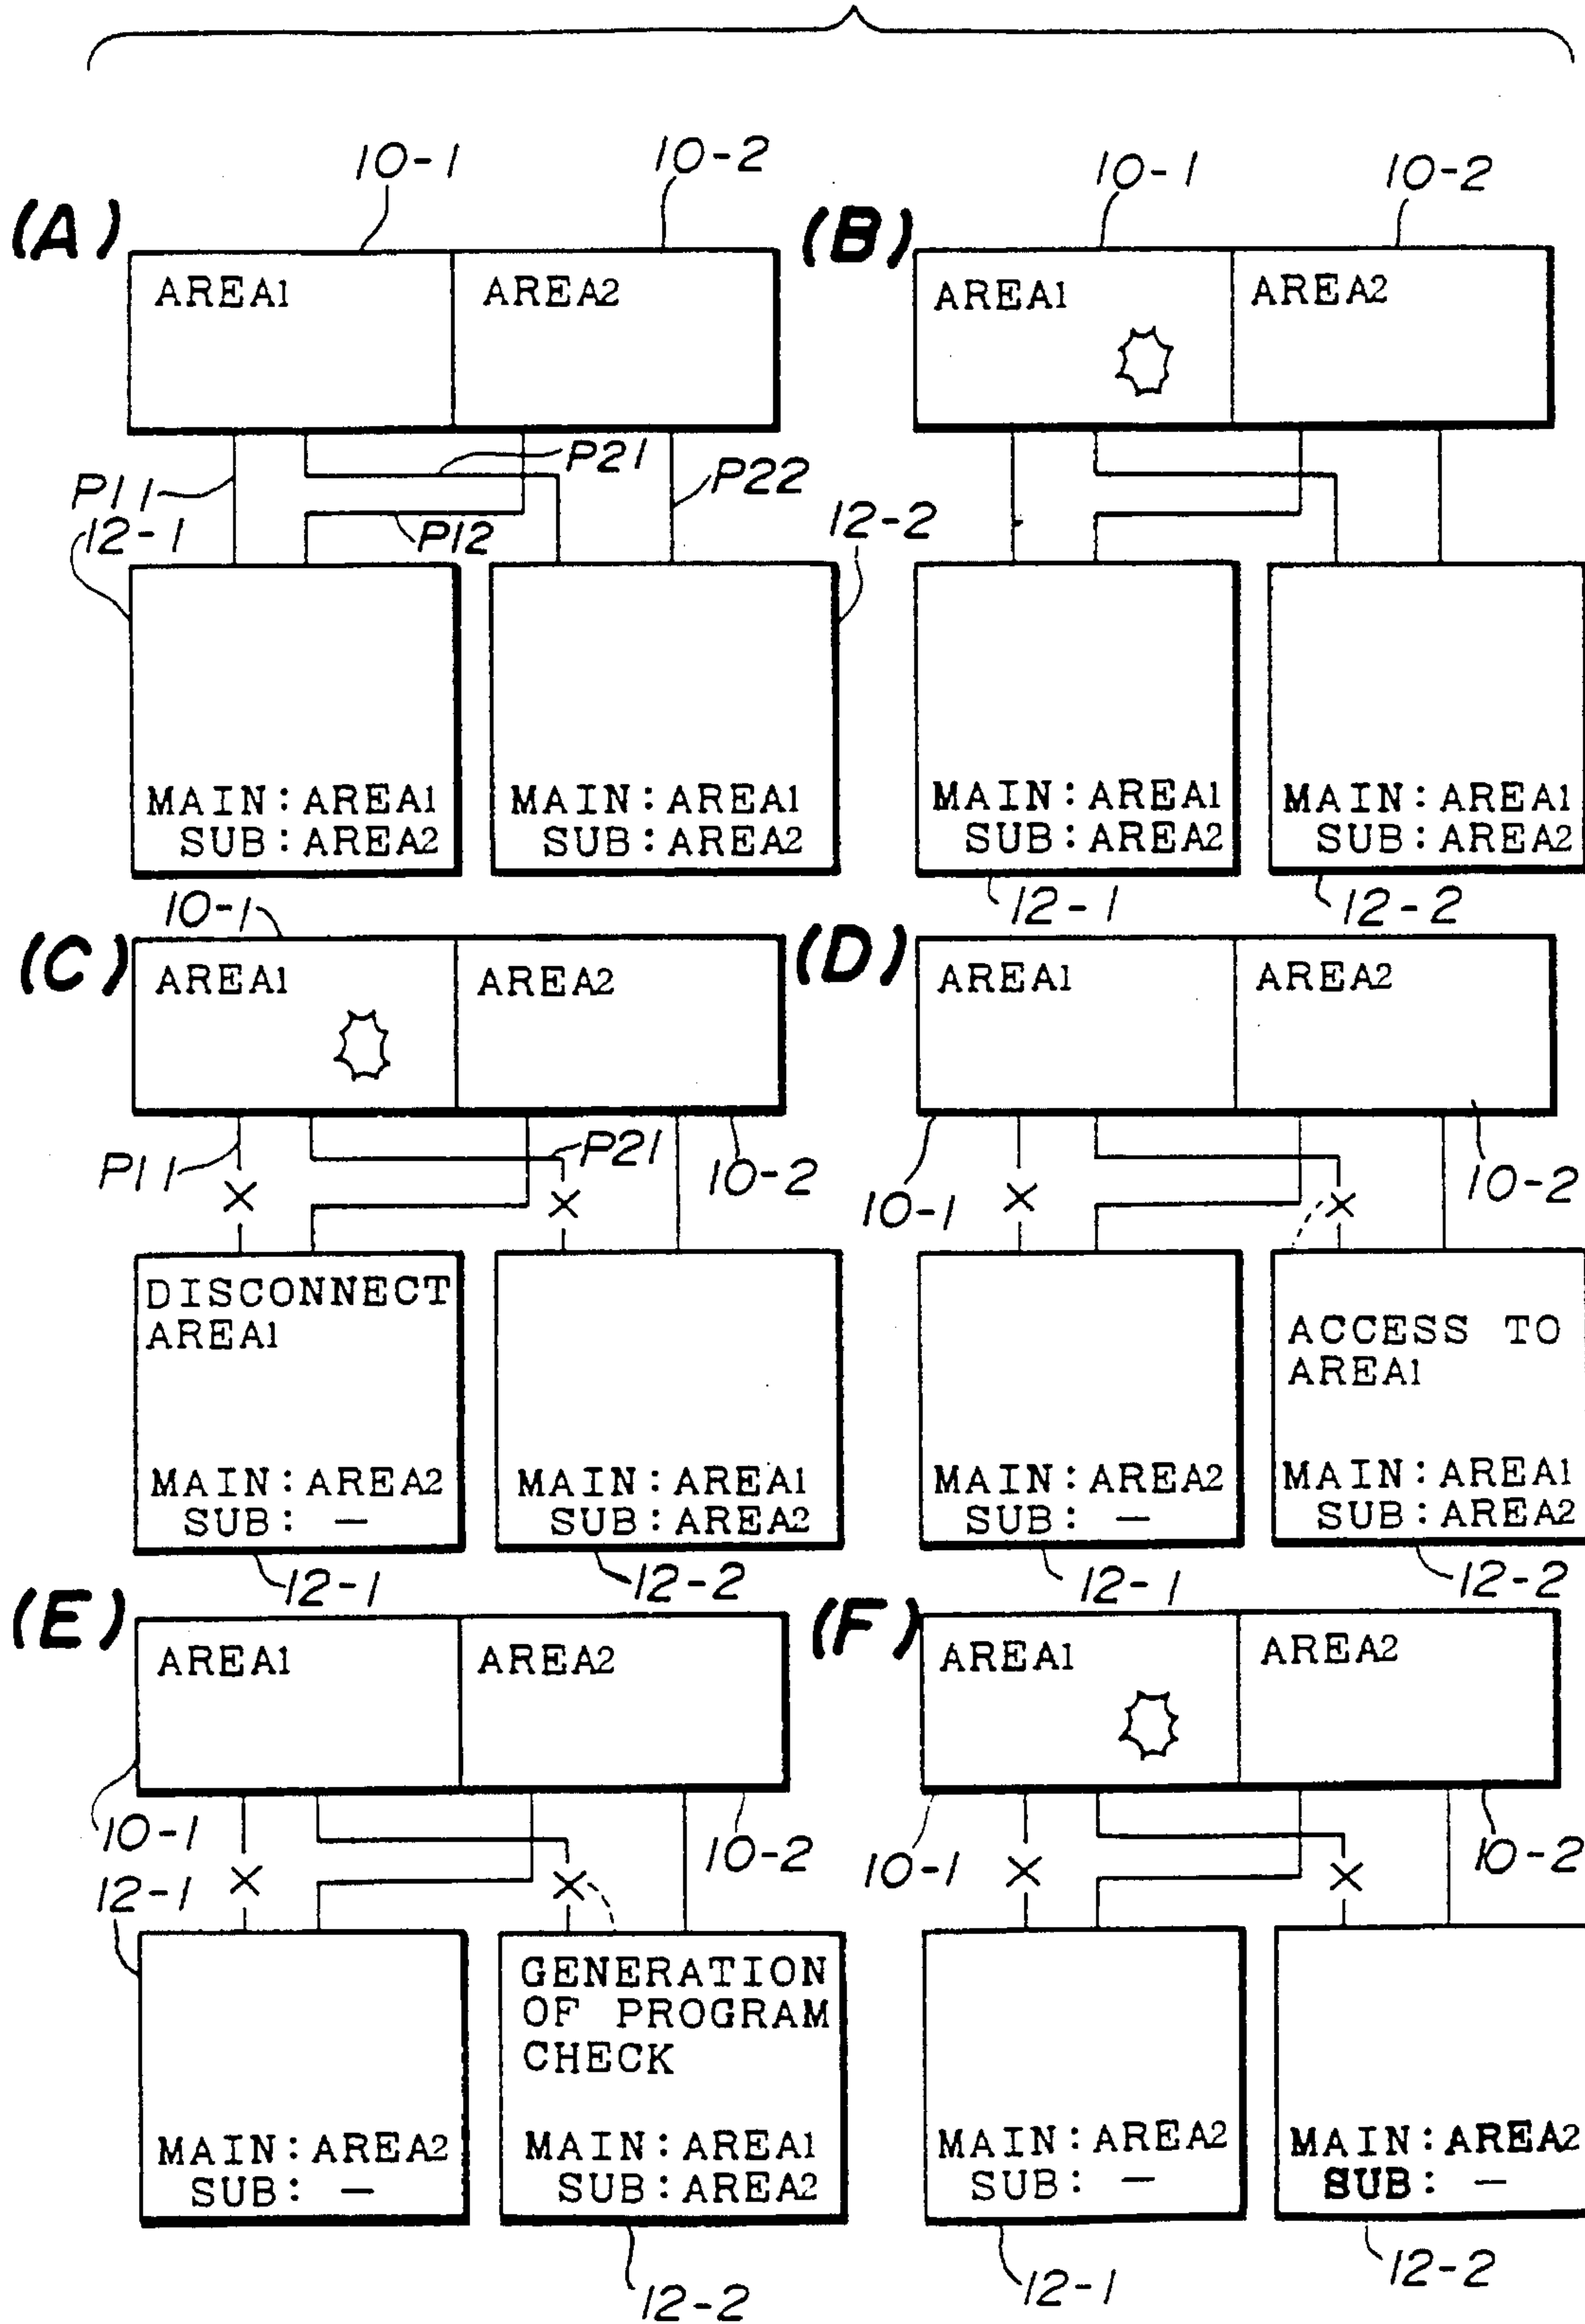 10-1 10-2 10-1 10-2
(A) (B)
AREA1 AREA2 AREA1 AREA2
P21
P11 P22
12-1 P12 12-2
MAIN:AREA1 MAIN:AREA1 MAIN:AREA1 MAIN:AREA1
SUB:AREA2 SUB:AREA2 SUB:AREA2 SUB:AREA2
10-1 12-1 12-2
(C) (D)
AREA1 AREA2 AREA1 AREA2
P11 P21 10-2 10-1 10-2
DISCONNECT
AREA1
ACCESS TO
AREA1
MAIN:AREA2 MAIN:AREA1 MAIN:AREA2 MAIN:AREA1
SUB: — SUB:AREA2 SUB: — SUB:AREA2
12-1 12-2 12-1 12-2
(E) (F)
AREA1 AREA2 AREA1 AREA2
10-1 10-2 10-1 10-2
12-1
GENERATION
OF PROGRAM
CHECK
MAIN:AREA2 MAIN:AREA1 MAIN:AREA2 MAIN:AREA2
SUB: — SUB:AREA2 SUB: — SUB: —
12-2 12-1 12-2